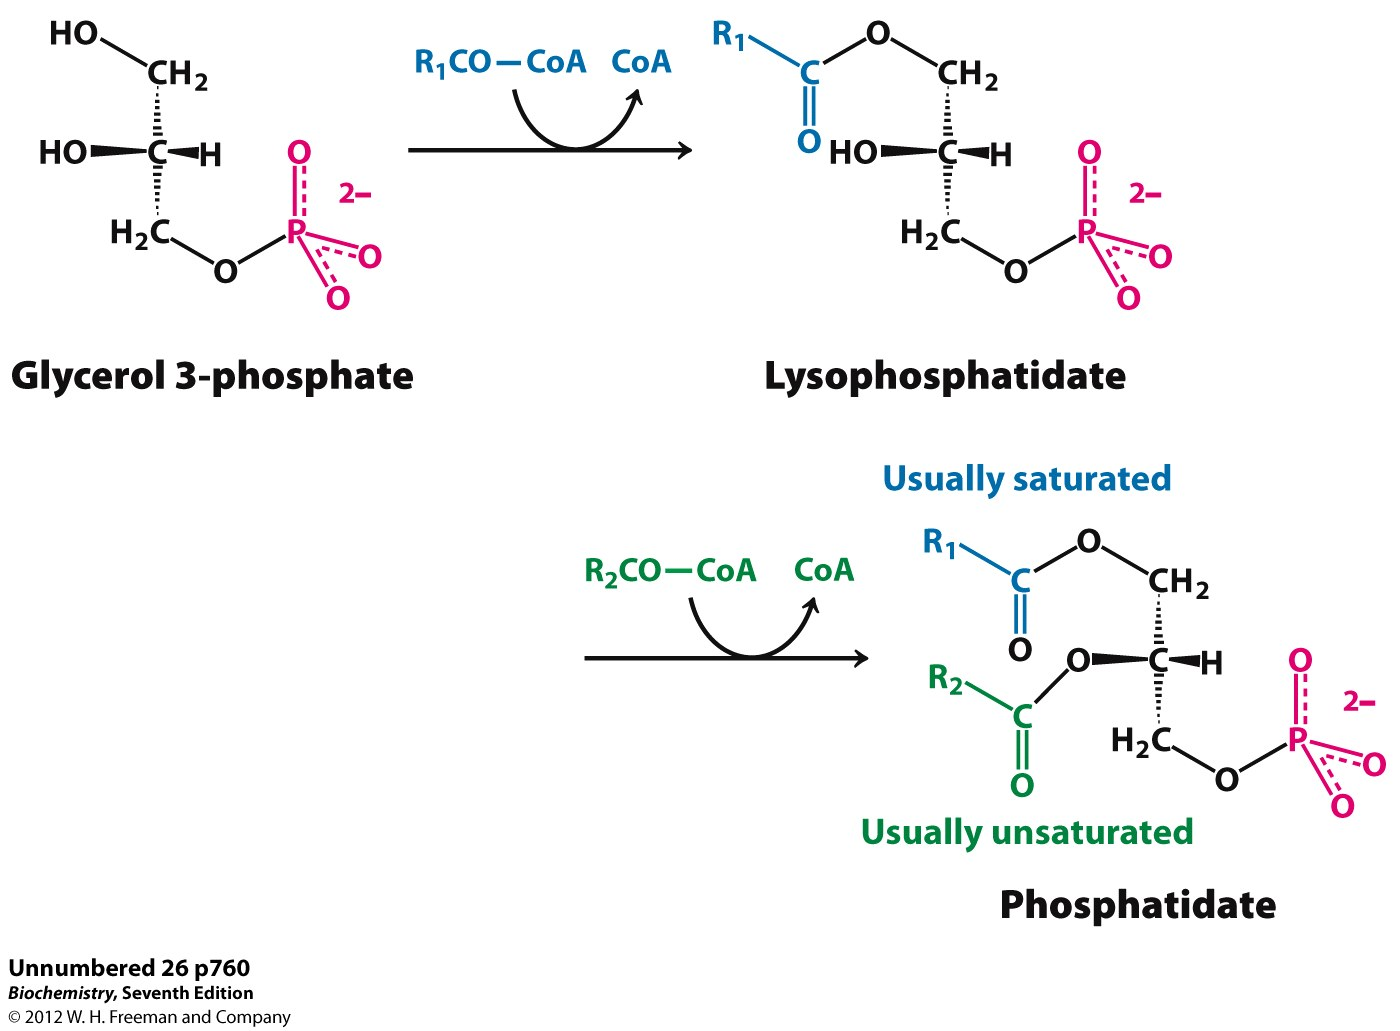 HO
CH2
HO C H
H2C
O
P
O
O
O
2–
Glycerol 3-phosphate
R1CO—CoA CoA
R1
C
O
O
CH2
HO C H
H2C
O
P
O
O
O
2–
Lysophosphatidate
R2CO—CoA CoA
Usually saturated
R1
C
O
O
CH2
R2
C
O
O C H
H2C
O
P
O
O
O
2–
Usually unsaturated
Phosphatidate
Unnumbered 26 p760
Biochemistry, Seventh Edition
© 2012 W. H. Freeman and Company